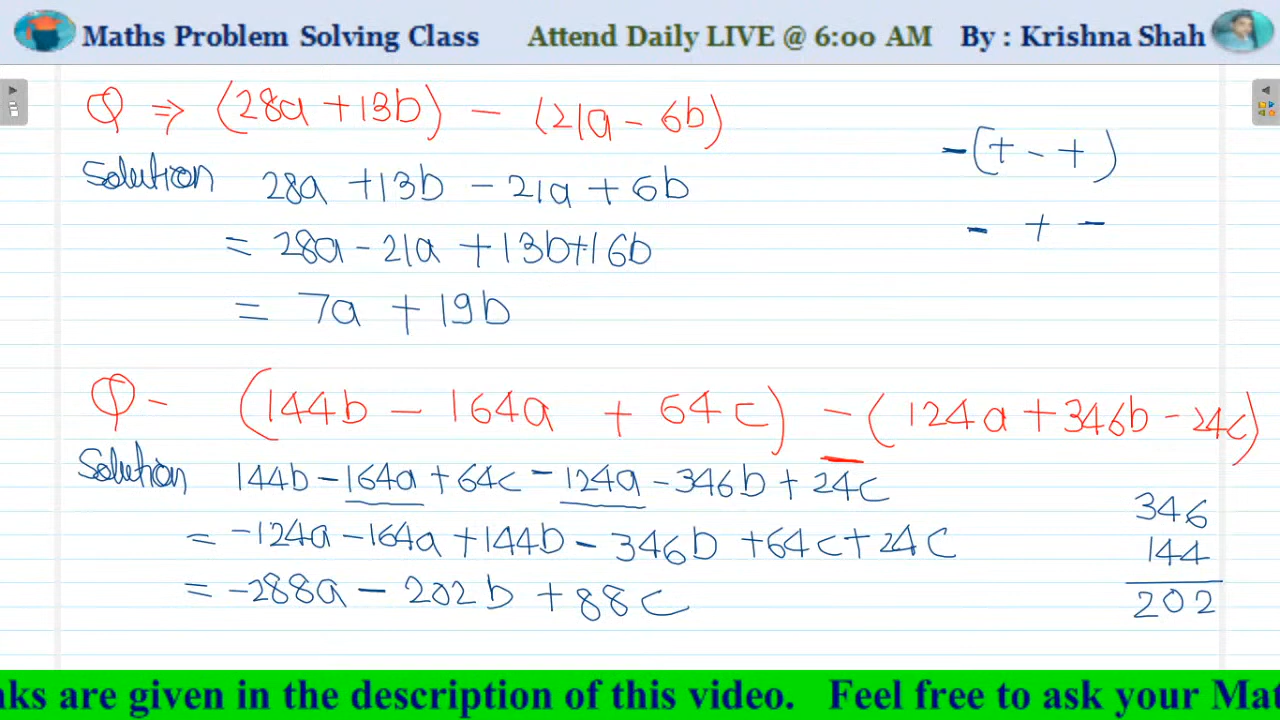 Maths Problem Solving Class Attend Daily LIVE @ 6:00 AM By : Krishna Shah
Q ⇒ (28a + 13b) - (21a - 6b)
Solution 28a + 13b - 21a + 6b
= 28a - 21a + 13b + 16b
= 7a + 19b
-(+ - +)
- + -
Q - (144b - 164a + 64c) - (124a + 346b - 24c)
Solution 144b - 164a + 64c - 124a - 346b + 24c
= -124a - 164a + 144b - 346b + 64c + 24c
= -288a - 202b + 88c
346
144
202
nks are given in the description of this video. Feel free to ask your Mat